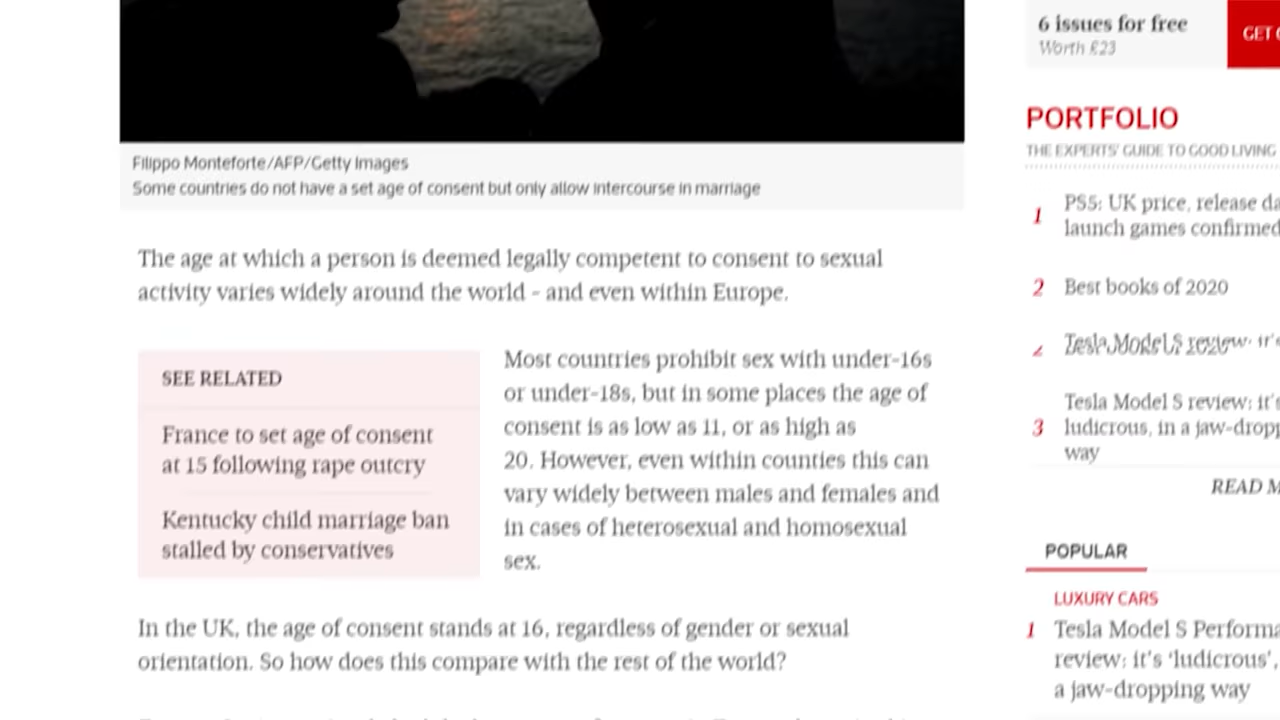 Filippo Monteforte/AFP/Getty Images
Some countries do not have a set age of consent but only allow intercourse in marriage
The age at which a person is deemed legally competent to consent to sexual
activity varies widely around the world - and even within Europe.
SEE RELATED
France to set age of consent
at 15 following rape outcry
Kentucky child marriage ban
stalled by conservatives
Most countries prohibit sex with under-16s
or under-18s, but in some places the age of
consent is as low as 11, or as high as
20. However, even within counties this can
vary widely between males and females and
in cases of heterosexual and homosexual
sex.
In the UK, the age of consent stands at 16, regardless of gender or sexual
orientation. So how does this compare with the rest of the world?
6 issues for free
Worth £23
GET
PORTFOLIO
THE EXPERTS' GUIDE TO GOOD LIVING
1 PS5: UK price, release
launch games confirmed
2 Best books of 2020
Tesla Model S review: it's
3 Tesla Model S review: it's
ludicrous, in a
way
READ
POPULAR
LUXURY CARS
1 Tesla Model S
review: it's 'ludicrous',
a jaw-dropping way